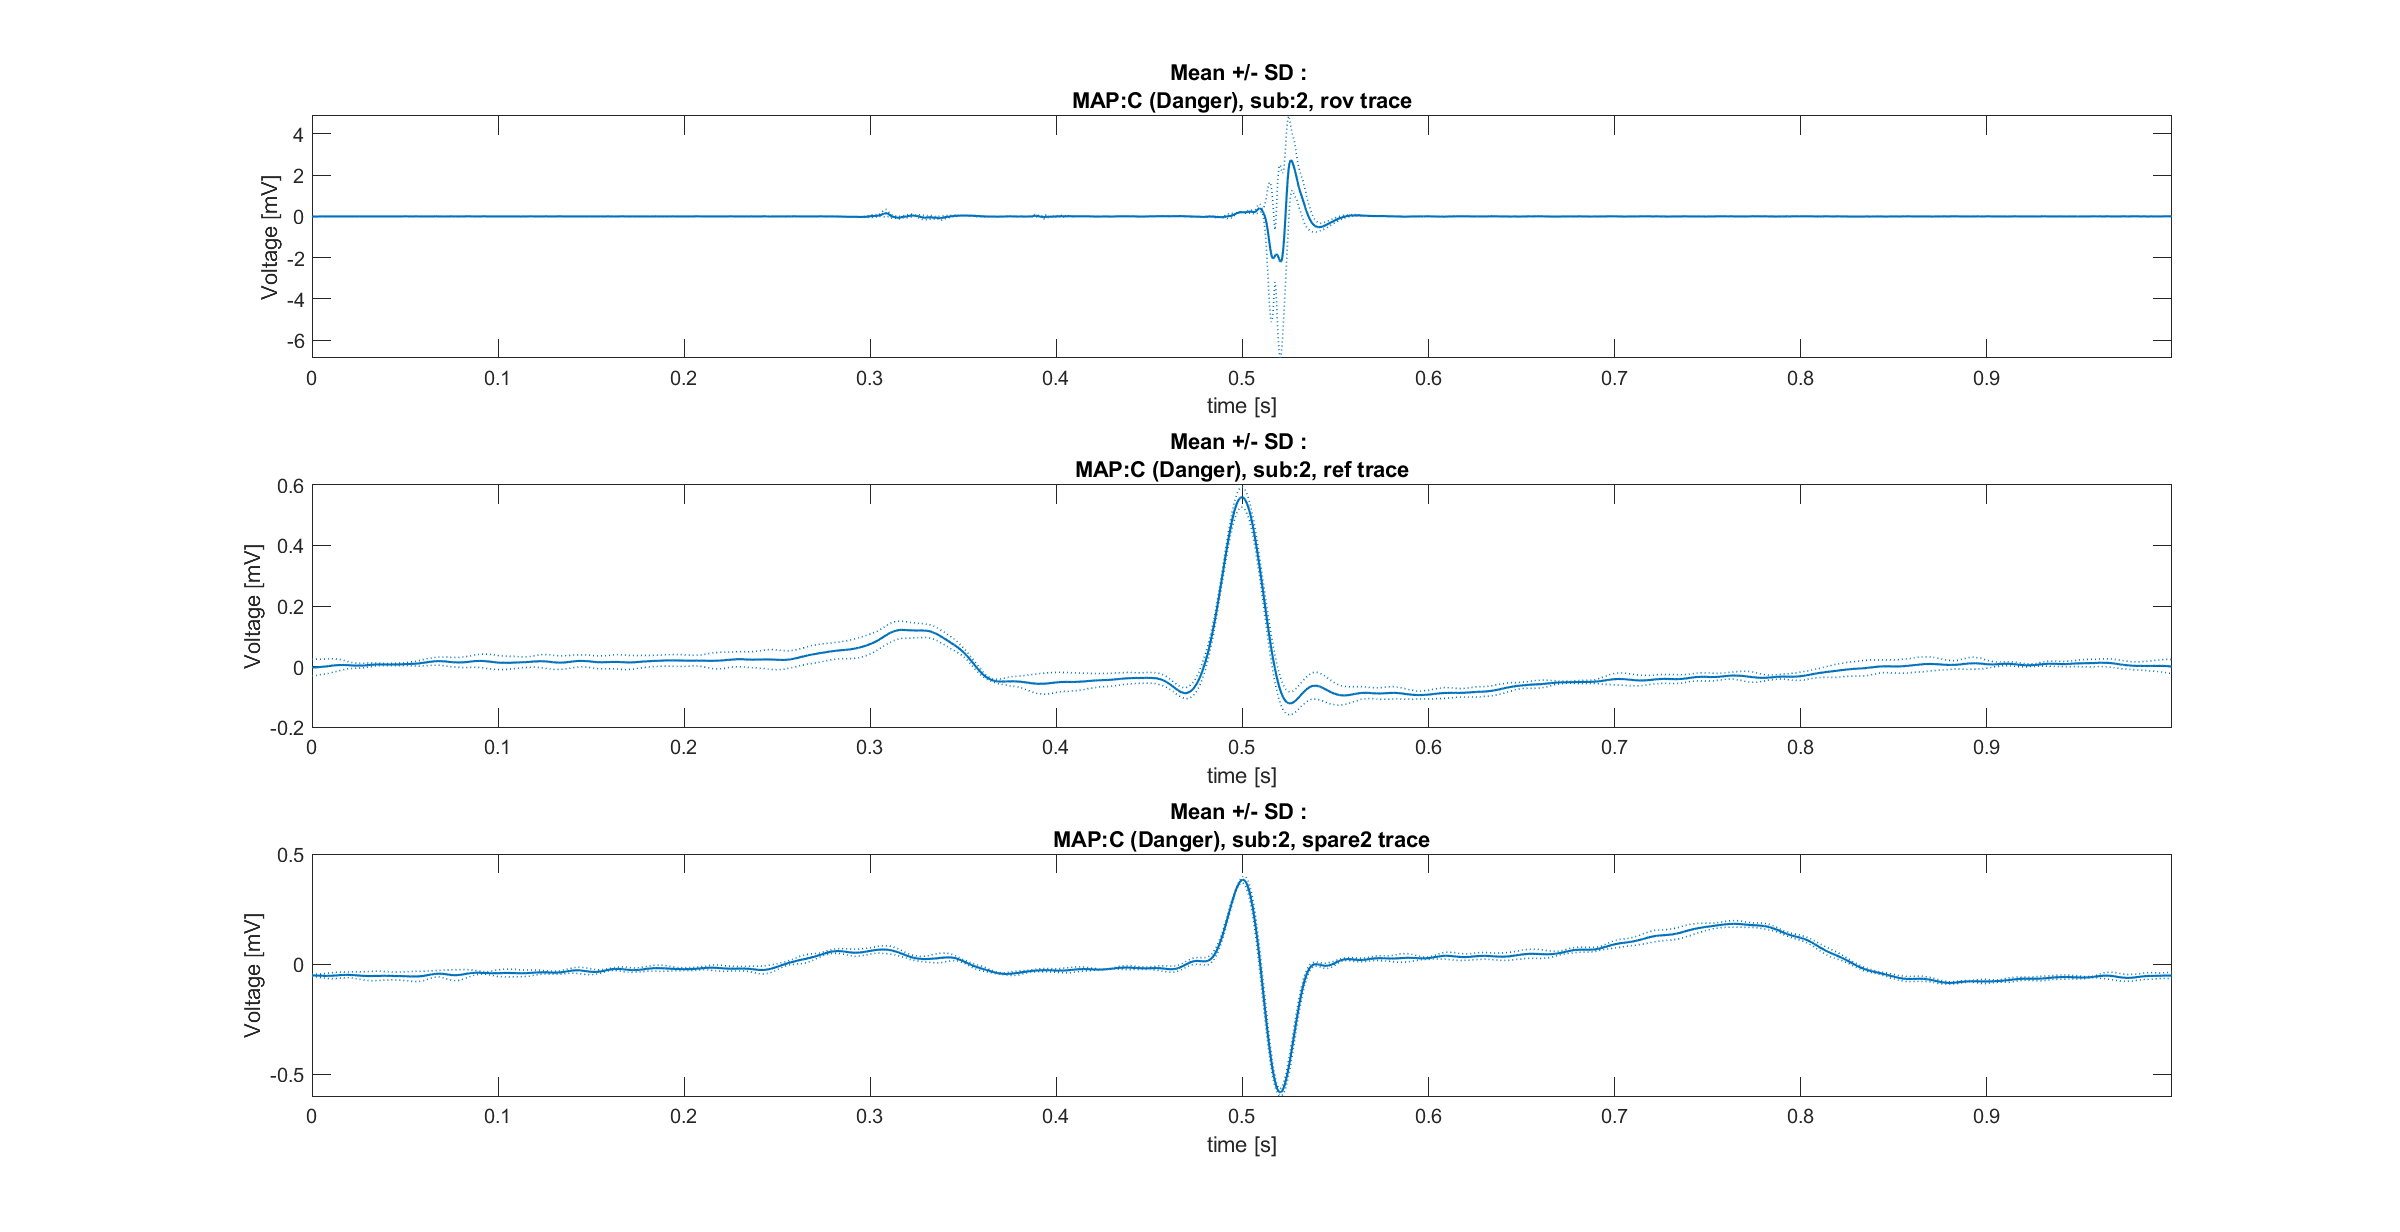 Mean +/- SD :
MAP:C (Danger), sub:2, rov trace
Voltage [mV]
4
2
0
-2
-4
-6
0 0.1 0.2 0.3 0.4 0.5 0.6 0.7 0.8 0.9
time [s]
Mean +/- SD :
MAP:C (Danger), sub:2, ref trace
Voltage [mV]
0.6
0.4
0.2
0
-0.2
0 0.1 0.2 0.3 0.4 0.5 0.6 0.7 0.8 0.9
time [s]
Mean +/- SD :
MAP:C (Danger), sub:2, spare2 trace
Voltage [mV]
0.5
0
-0.5
0 0.1 0.2 0.3 0.4 0.5 0.6 0.7 0.8 0.9
time [s]